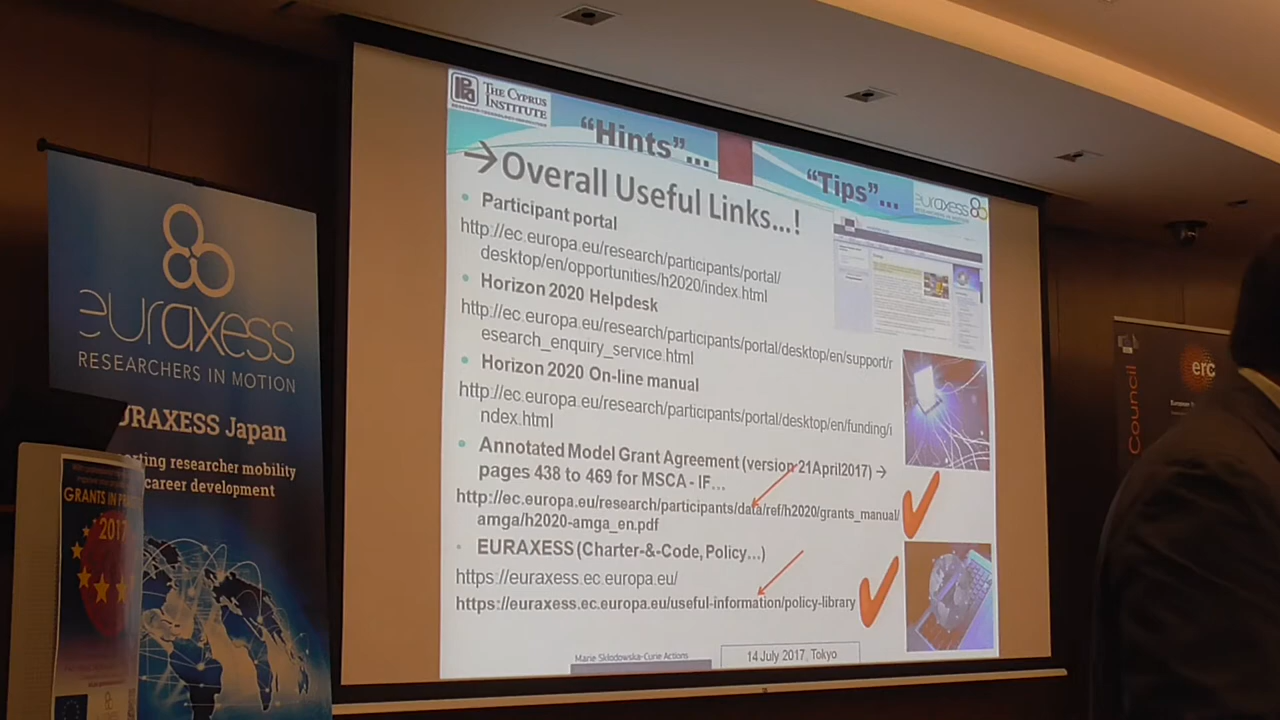 THE CYPRUS
INSTITUTE
"Hints"...
"Tips"...
euraxess
RESEARCHERS IN MOTION
→Overall Useful Links...!
• Participant portal
http://ec.europa.eu/research/participants/portal/
desktop/en/opportunities/h2020/index.html
• Horizon 2020 Helpdesk
http://ec.europa.eu/research/participants/portal/desktop/en/support/r
esearch_enquiry_service.html
• Horizon 2020 On-line manual
http://ec.europa.eu/research/participants/portal/desktop/en/funding/i
ndex.html
• Annotated Model Grant Agreement (version 21April2017) →
pages 438 to 469 for MSCA - IF...
http://ec.europa.eu/research/participants/data/ref/h2020/grants_manual/
amga/h2020-amga_en.pdf
• EURAXESS (Charter-&-Code, Policy...)
https://euraxess.ec.europa.eu/
https://euraxess.ec.europa.eu/useful-information/policy-library
Marie Skłodowska-Curie Actions
14 July 2017, Tokyo
euraxess
RESEARCHERS IN MOTION
URAXESS Japan
rting researcher mobility
career development
GRANTS IN PRA
2017
Council
erc
European